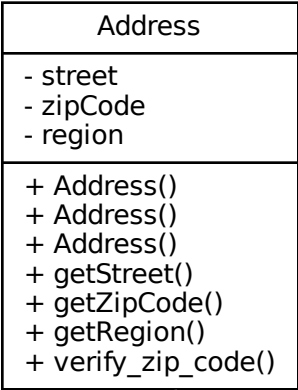 Address
- street
- zipCode
- region
+ Address()
+ Address()
+ Address()
+ getStreet()
+ getZipCode()
+ getRegion()
+ verify_zip_code()